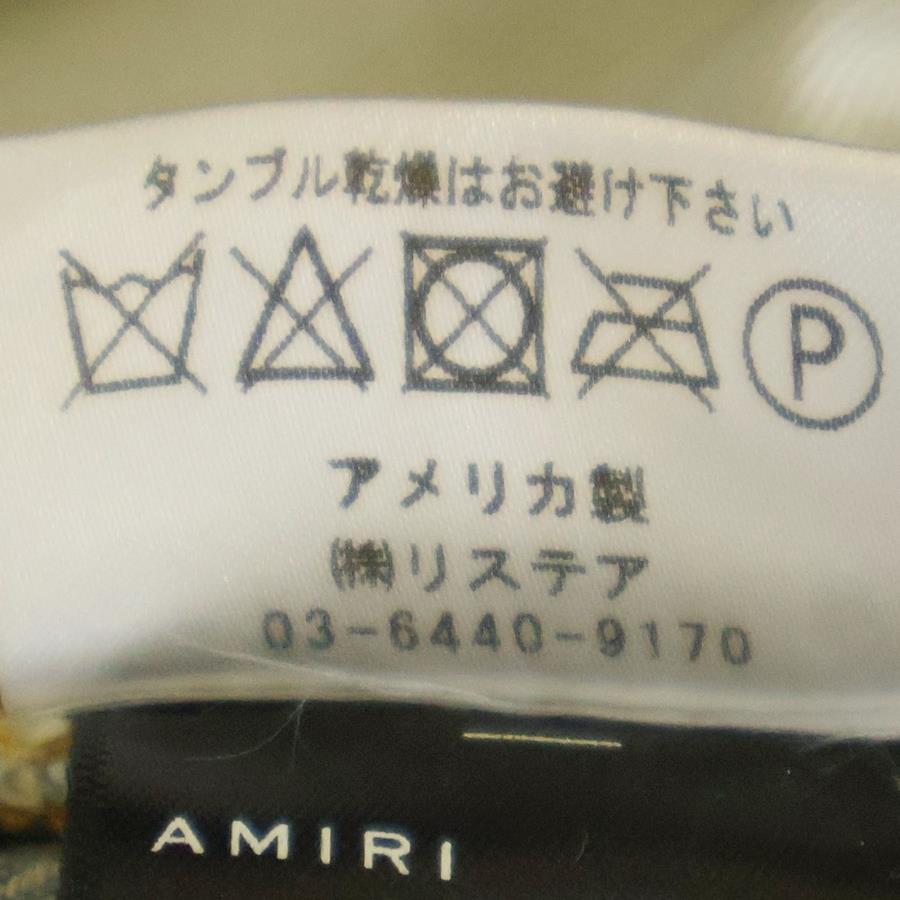 タンブル乾燥はお避け下さい
P
アメリカ製
㈱リステア
03-6440-9170
AMIRI